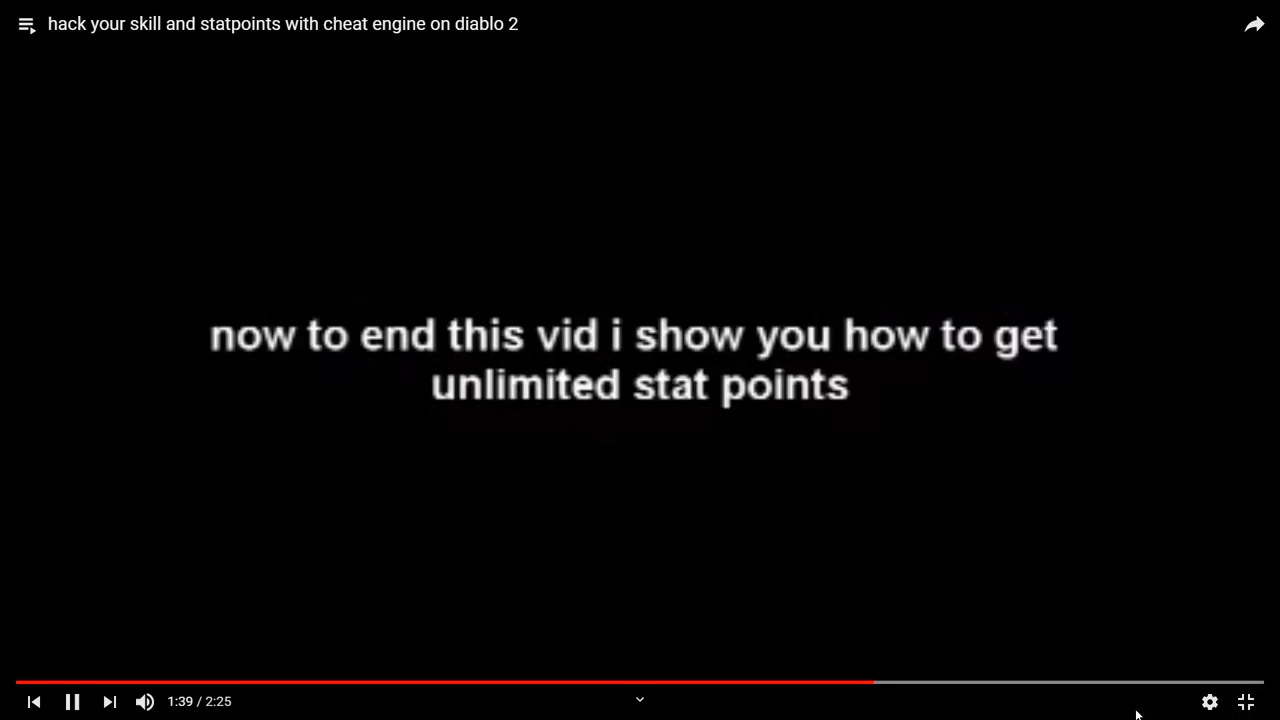 hack your skill and statpoints with cheat engine on diablo 2
now to end this vid i show you how to get
unlimited stat points
1:39 / 2:25